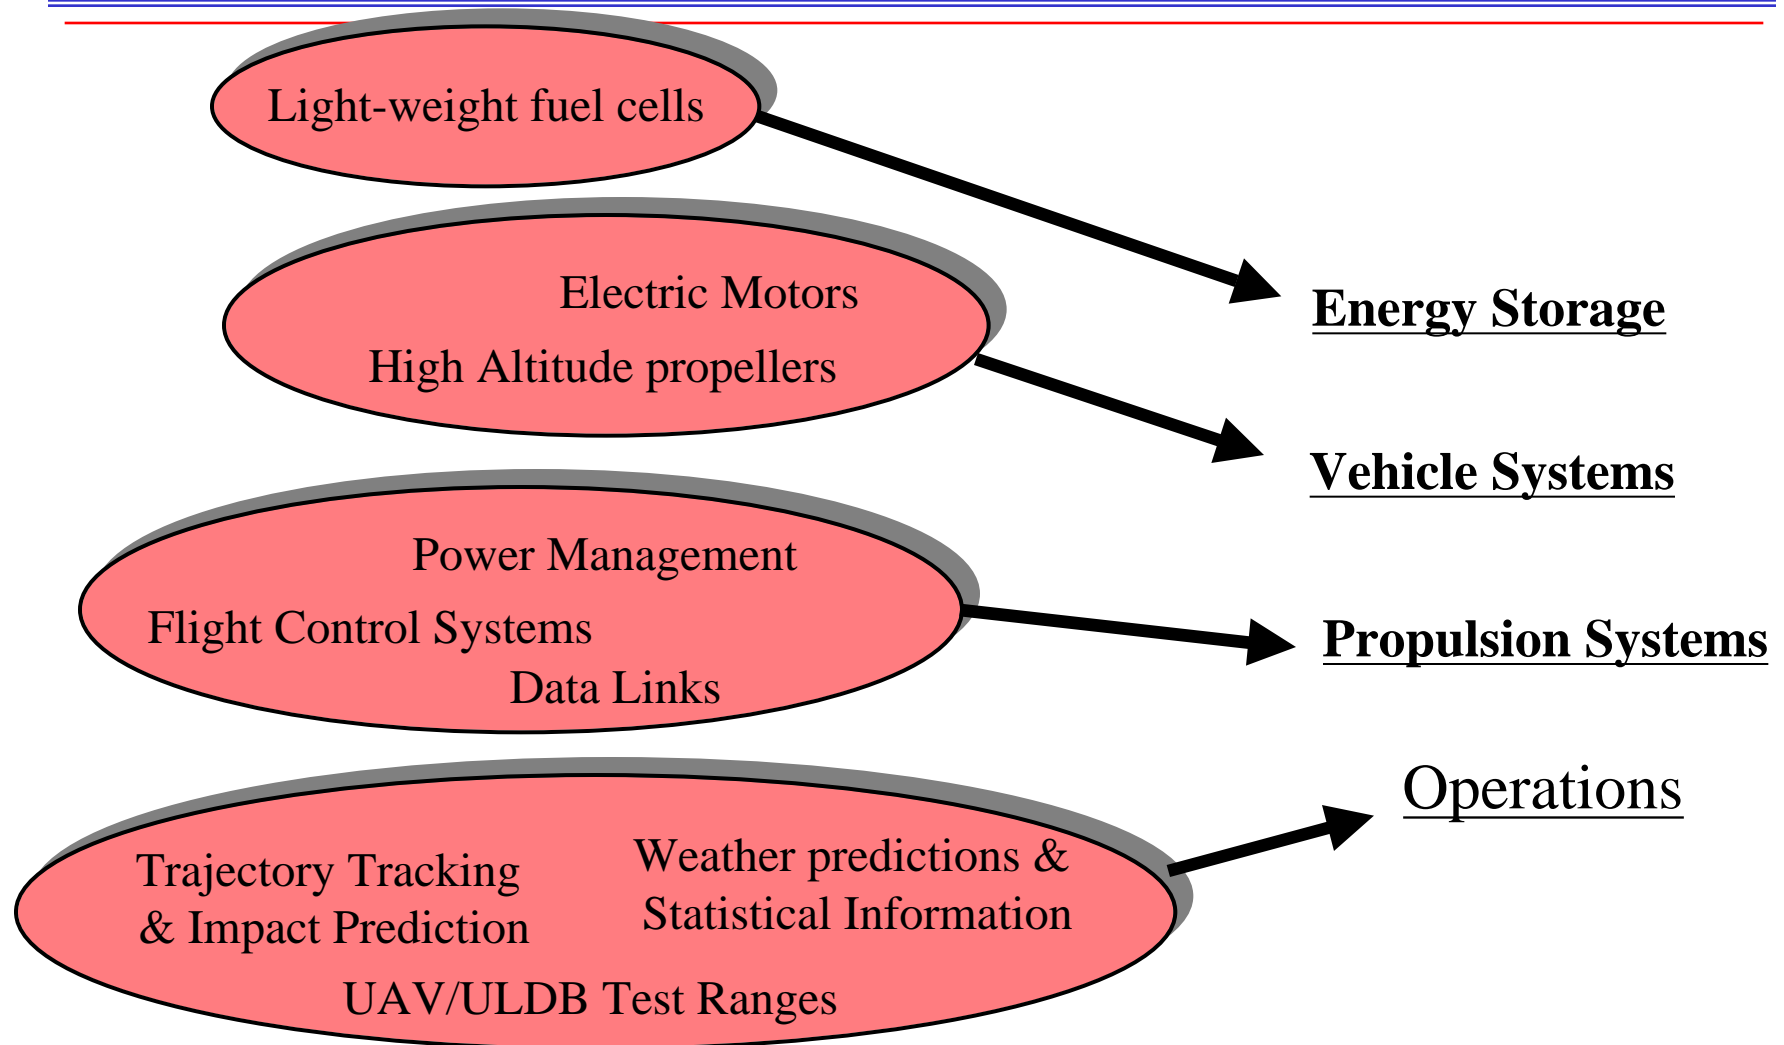 Light-weight fuel cells
Electric Motors
High Altitude propellers
Energy Storage
Vehicle Systems
Power Management
Flight Control Systems
Data Links
Propulsion Systems
Operations
Trajectory Tracking
& Impact Prediction
Weather predictions &
Statistical Information
UAV/ULDB Test Ranges